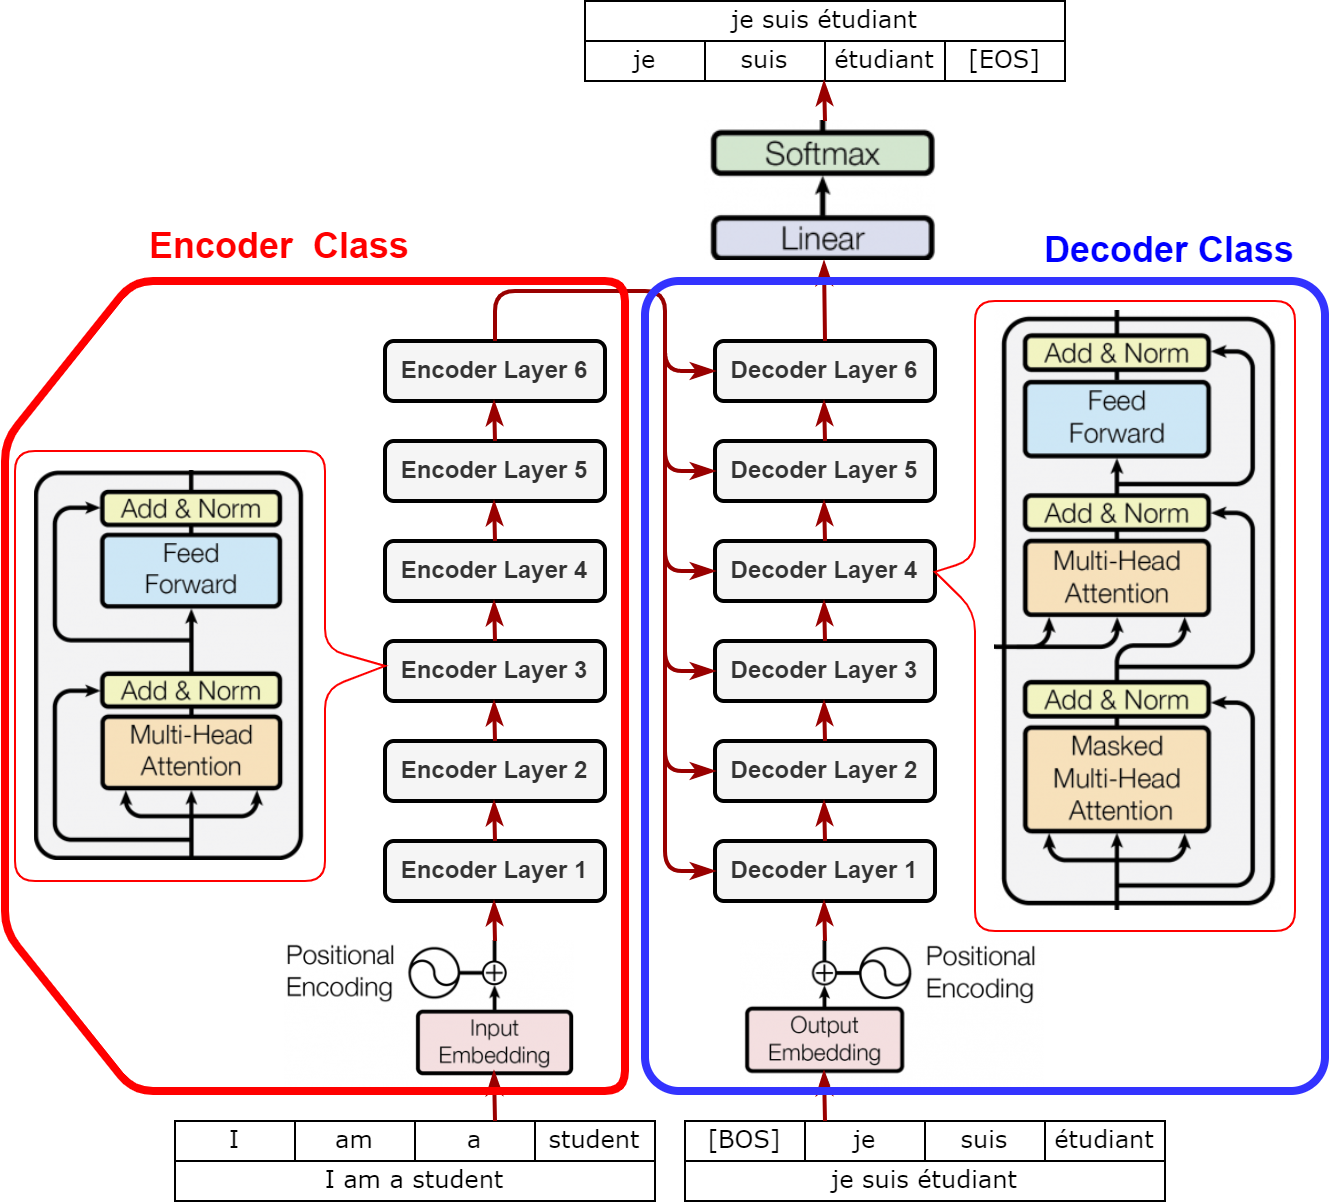 je suis étudiant
je suis étudiant [EOS]
Softmax
Linear
Encoder Class
Decoder Class
Encoder Layer 6
Encoder Layer 5
Encoder Layer 4
Encoder Layer 3
Encoder Layer 2
Encoder Layer 1
Add & Norm
Feed
Forward
Add & Norm
Multi-Head
Attention
Positional
Encoding
Input
Embedding
I am a student
I am a student
Decoder Layer 6
Decoder Layer 5
Decoder Layer 4
Decoder Layer 3
Decoder Layer 2
Decoder Layer 1
Add & Norm
Feed
Forward
Add & Norm
Multi-Head
Attention
Add & Norm
Masked
Multi-Head
Attention
Positional
Encoding
Output
Embedding
[BOS] je suis étudiant
je suis étudiant